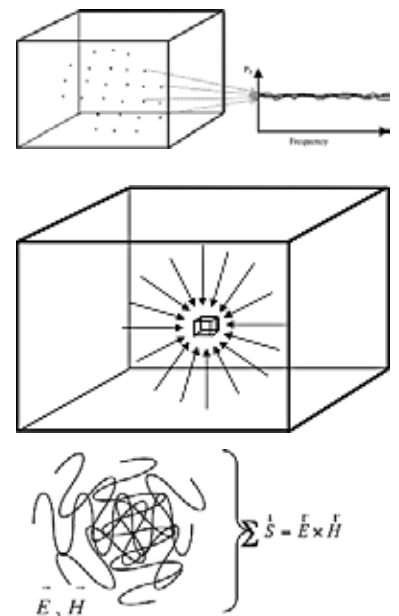 Frequency
∑ S = E × H
E , H